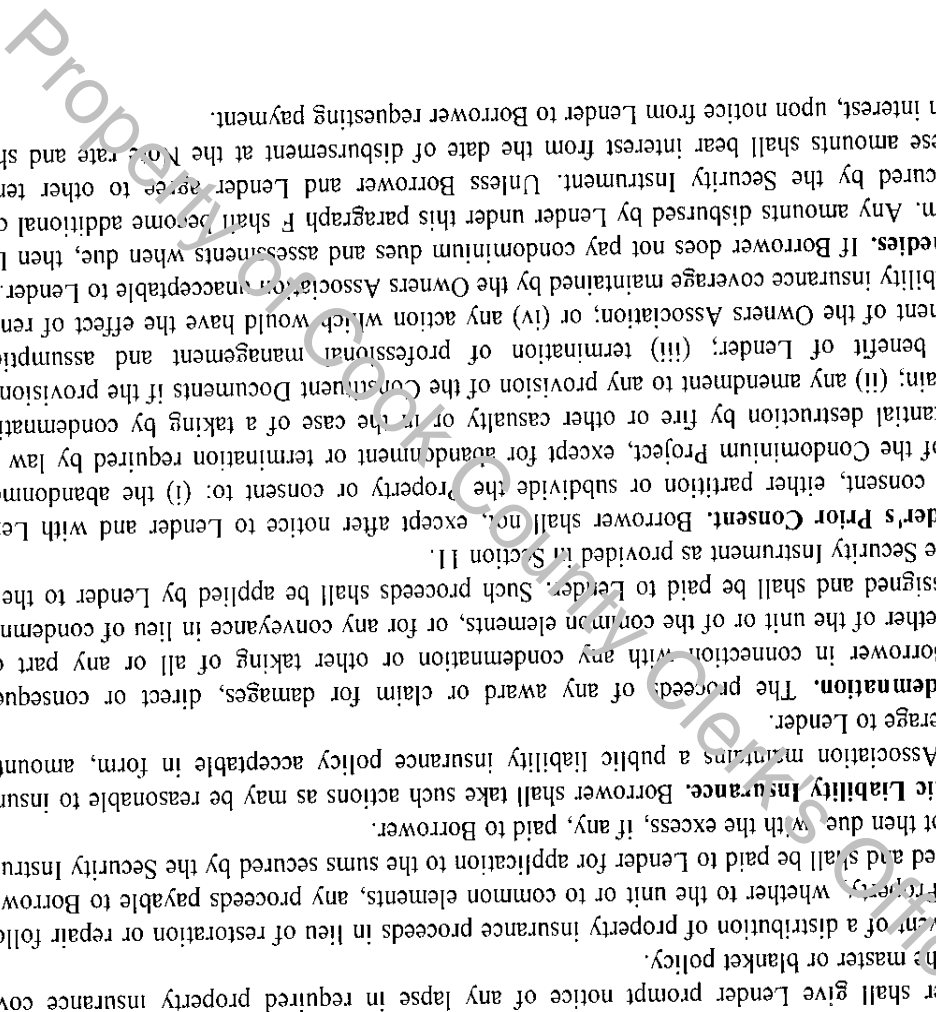 er shall give Lender prompt notice of any lapse in required property insurance cov
he master or blanket policy.
vent of a distribution of property insurance proceeds in lieu of restoration or repair follo
Property, whether to the unit or to common elements, any proceeds payable to Borrow
ed and shall be paid to Lender for application to the sums secured by the Security Instru
ot then due, with the excess, if any, paid to Borrower.
ic Liability Insurance. Borrower shall take such actions as may be reasonable to insur
Association maintains a public liability insurance policy acceptable in form, amount
erage to Lender.
demnation. The proceeds of any award or claim for damages, direct or conseque
orrower in connection with any condemnation or other taking of all or any part o
ether of the unit or of the common elements, or for any conveyance in lieu of condemn
ssigned and shall be paid to Lender. Such proceeds shall be applied by Lender to the
e Security Instrument as provided in Section 11.
der's Prior Consent. Borrower shall not, except after notice to Lender and with Le
consent, either partition or subdivide the Property or consent to: (i) the abandonm
of the Condominium Project, except for abandonment or termination required by law
tantial destruction by fire or other casualty or in the case of a taking by condemnati
ain; (ii) any amendment to any provision of the Constituent Documents if the provision
benefit of Lender; (iii) termination of professional management and assumpti
nent of the Owners Association; or (iv) any action which would have the effect of ren
bility insurance coverage maintained by the Owners Association unacceptable to Lender.
nedies. If Borrower does not pay condominium dues and assessments when due, then L
m. Any amounts disbursed by Lender under this paragraph F shall become additional d
cured by the Security Instrument. Unless Borrower and Lender agree to other ter
ese amounts shall bear interest from the date of disbursement at the Note rate and sh
n interest, upon notice from Lender to Borrower requesting payment.
Property of Cook County Clerk's Offic